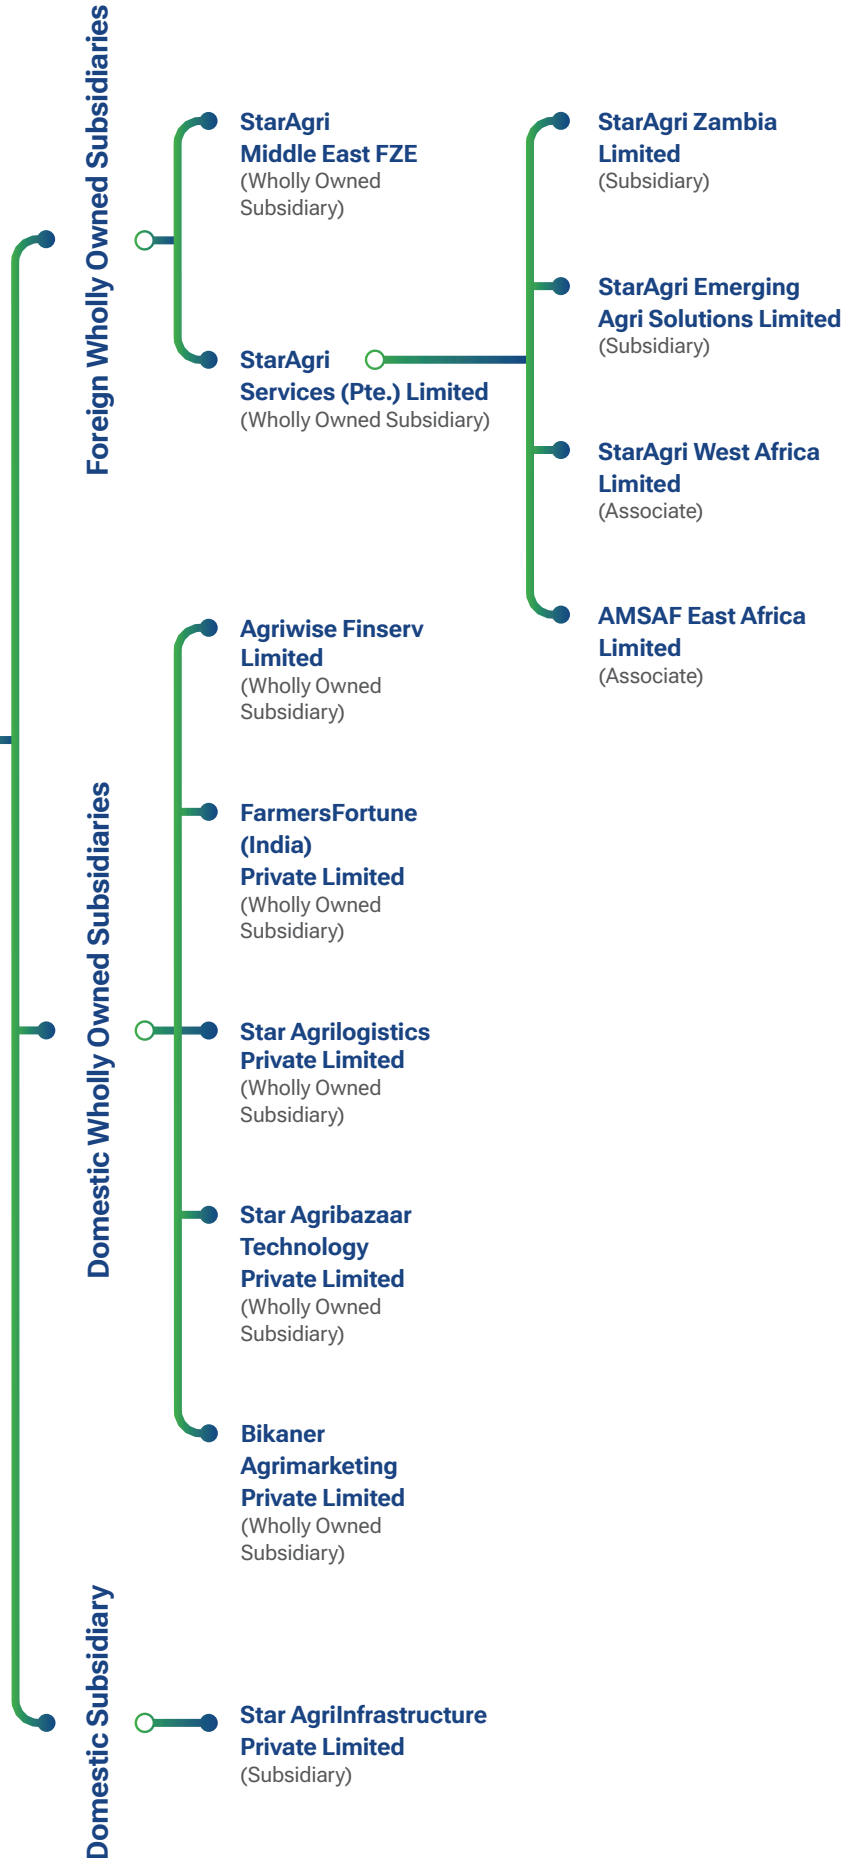 Foreign Wholly Owned Subsidiaries
StarAgri
Middle East FZE
(Wholly Owned
Subsidiary)
StarAgri
Services (Pte.) Limited
(Wholly Owned Subsidiary)
StarAgri Zambia
Limited
(Subsidiary)
StarAgri Emerging
Agri Solutions Limited
(Subsidiary)
StarAgri West Africa
Limited
(Associate)
AMSAF East Africa
Limited
(Associate)
Domestic Wholly Owned Subsidiaries
Agriwise Finserv
Limited
(Wholly Owned
Subsidiary)
FarmersFortune
(India)
Private Limited
(Wholly Owned
Subsidiary)
Star Agrilogistics
Private Limited
(Wholly Owned
Subsidiary)
Star Agribazaar
Technology
Private Limited
(Wholly Owned
Subsidiary)
Bikaner
Agrimarketing
Private Limited
(Wholly Owned
Subsidiary)
Domestic Subsidiary
Star AgriInfrastructure
Private Limited
(Subsidiary)